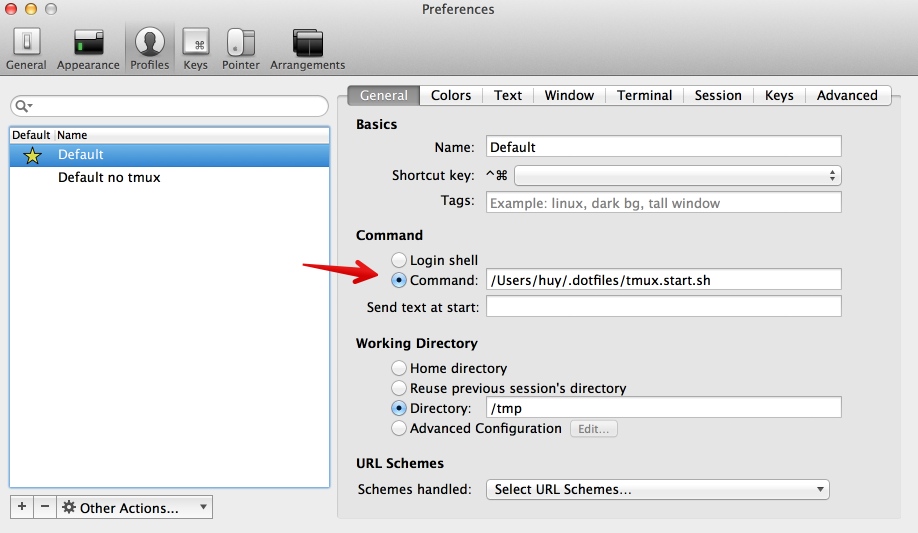 Preferences
General Appearance Profiles Keys Pointer Arrangements
General Colors Text Window Terminal Session Keys Advanced
Default Name
Default
Default no tmux
Basics
Name: Default
Shortcut key: ^⌘
Tags: Example: linux, dark bg, tall window
Command
Login shell
Command: /Users/huy/.dotfiles/tmux.start.sh
Send text at start:
Working Directory
Home directory
Reuse previous session's directory
Directory: /tmp
Advanced Configuration Edit...
URL Schemes
Schemes handled: Select URL Schemes...
+ − Other Actions...